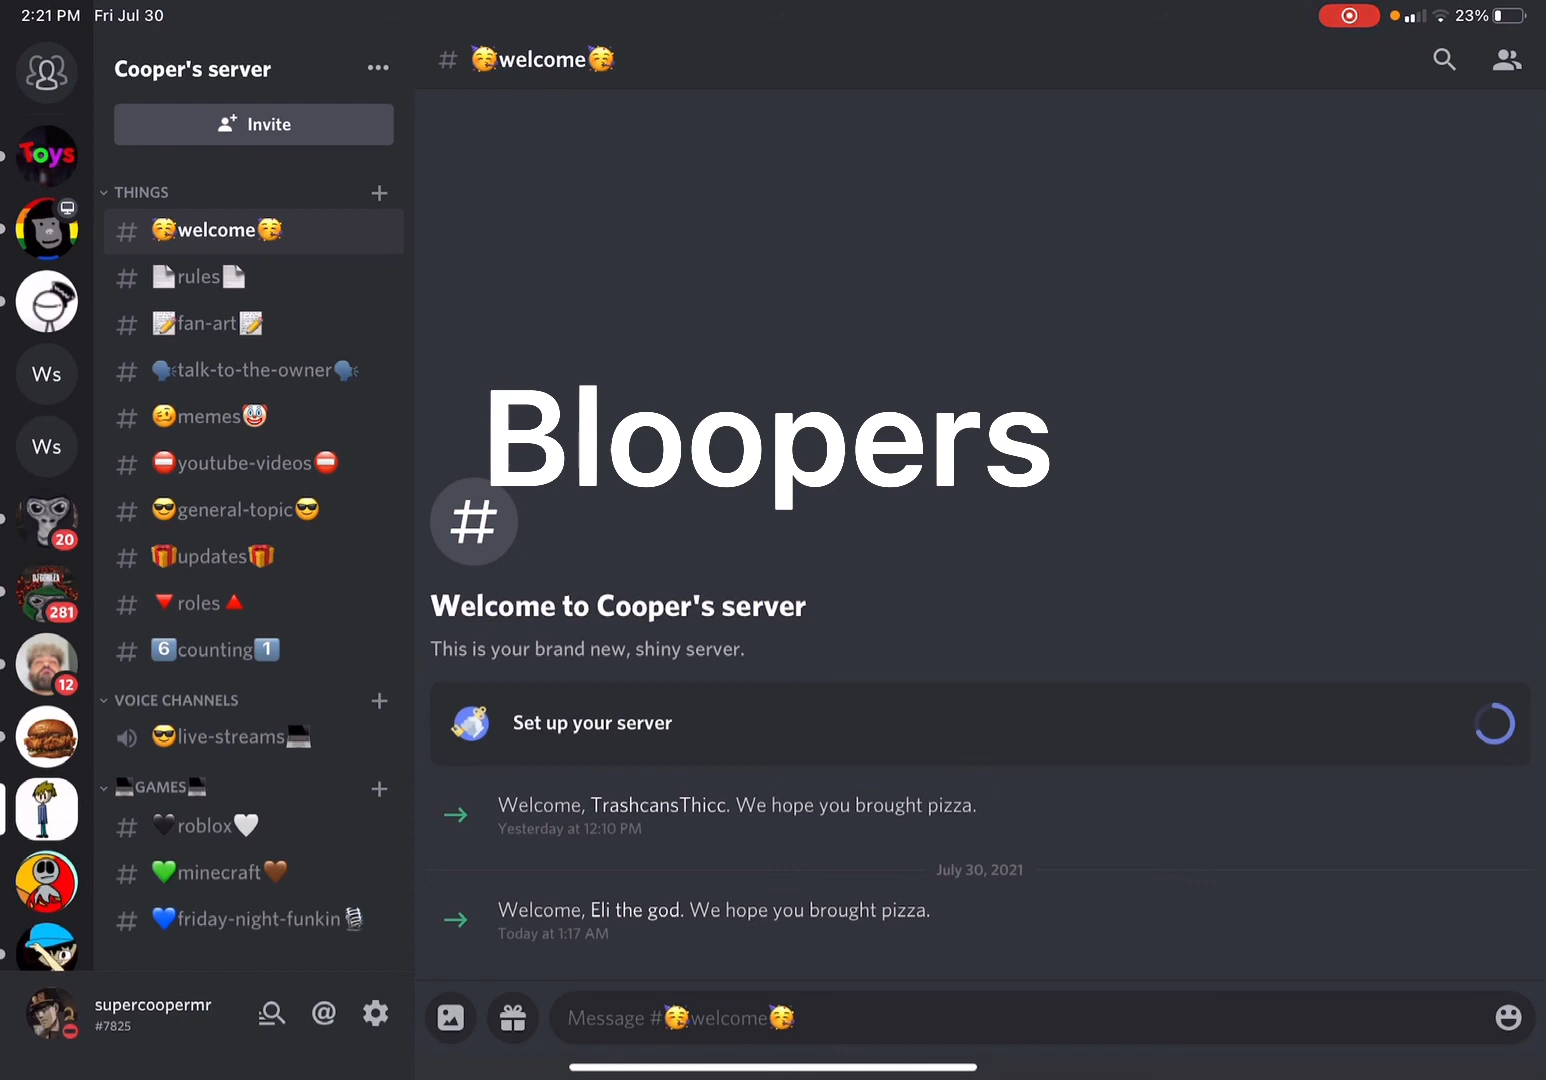 2:21 PM Fri Jul 30
23%
Cooper's server
Invite
Toys
Ws
Ws
20
DJ GORILLA
281
12
THINGS
# 🥳welcome🥳
# 📄rules📄
# 📝fan-art📝
# 🗣talk-to-the-owner🗣
# 🥴memes🤡
# ⛔youtube-videos⛔
# 😎general-topic😎
# 🎁updates🎁
# 🔻roles🔺
# 6️⃣counting1️⃣
VOICE CHANNELS
😎live-streams💻
💻GAMES💻
# 🖤roblox🤍
# 💚minecraft🤎
# 💙friday-night-funkin🎙
supercoopermr
#7825
# 🥳welcome🥳
Bloopers
#
Welcome to Cooper's server
This is your brand new, shiny server.
Set up your server
Welcome, TrashcansThicc. We hope you brought pizza.
Yesterday at 12:10 PM
July 30, 2021
Welcome, Eli the god. We hope you brought pizza.
Today at 1:17 AM
Message #🥳welcome🥳